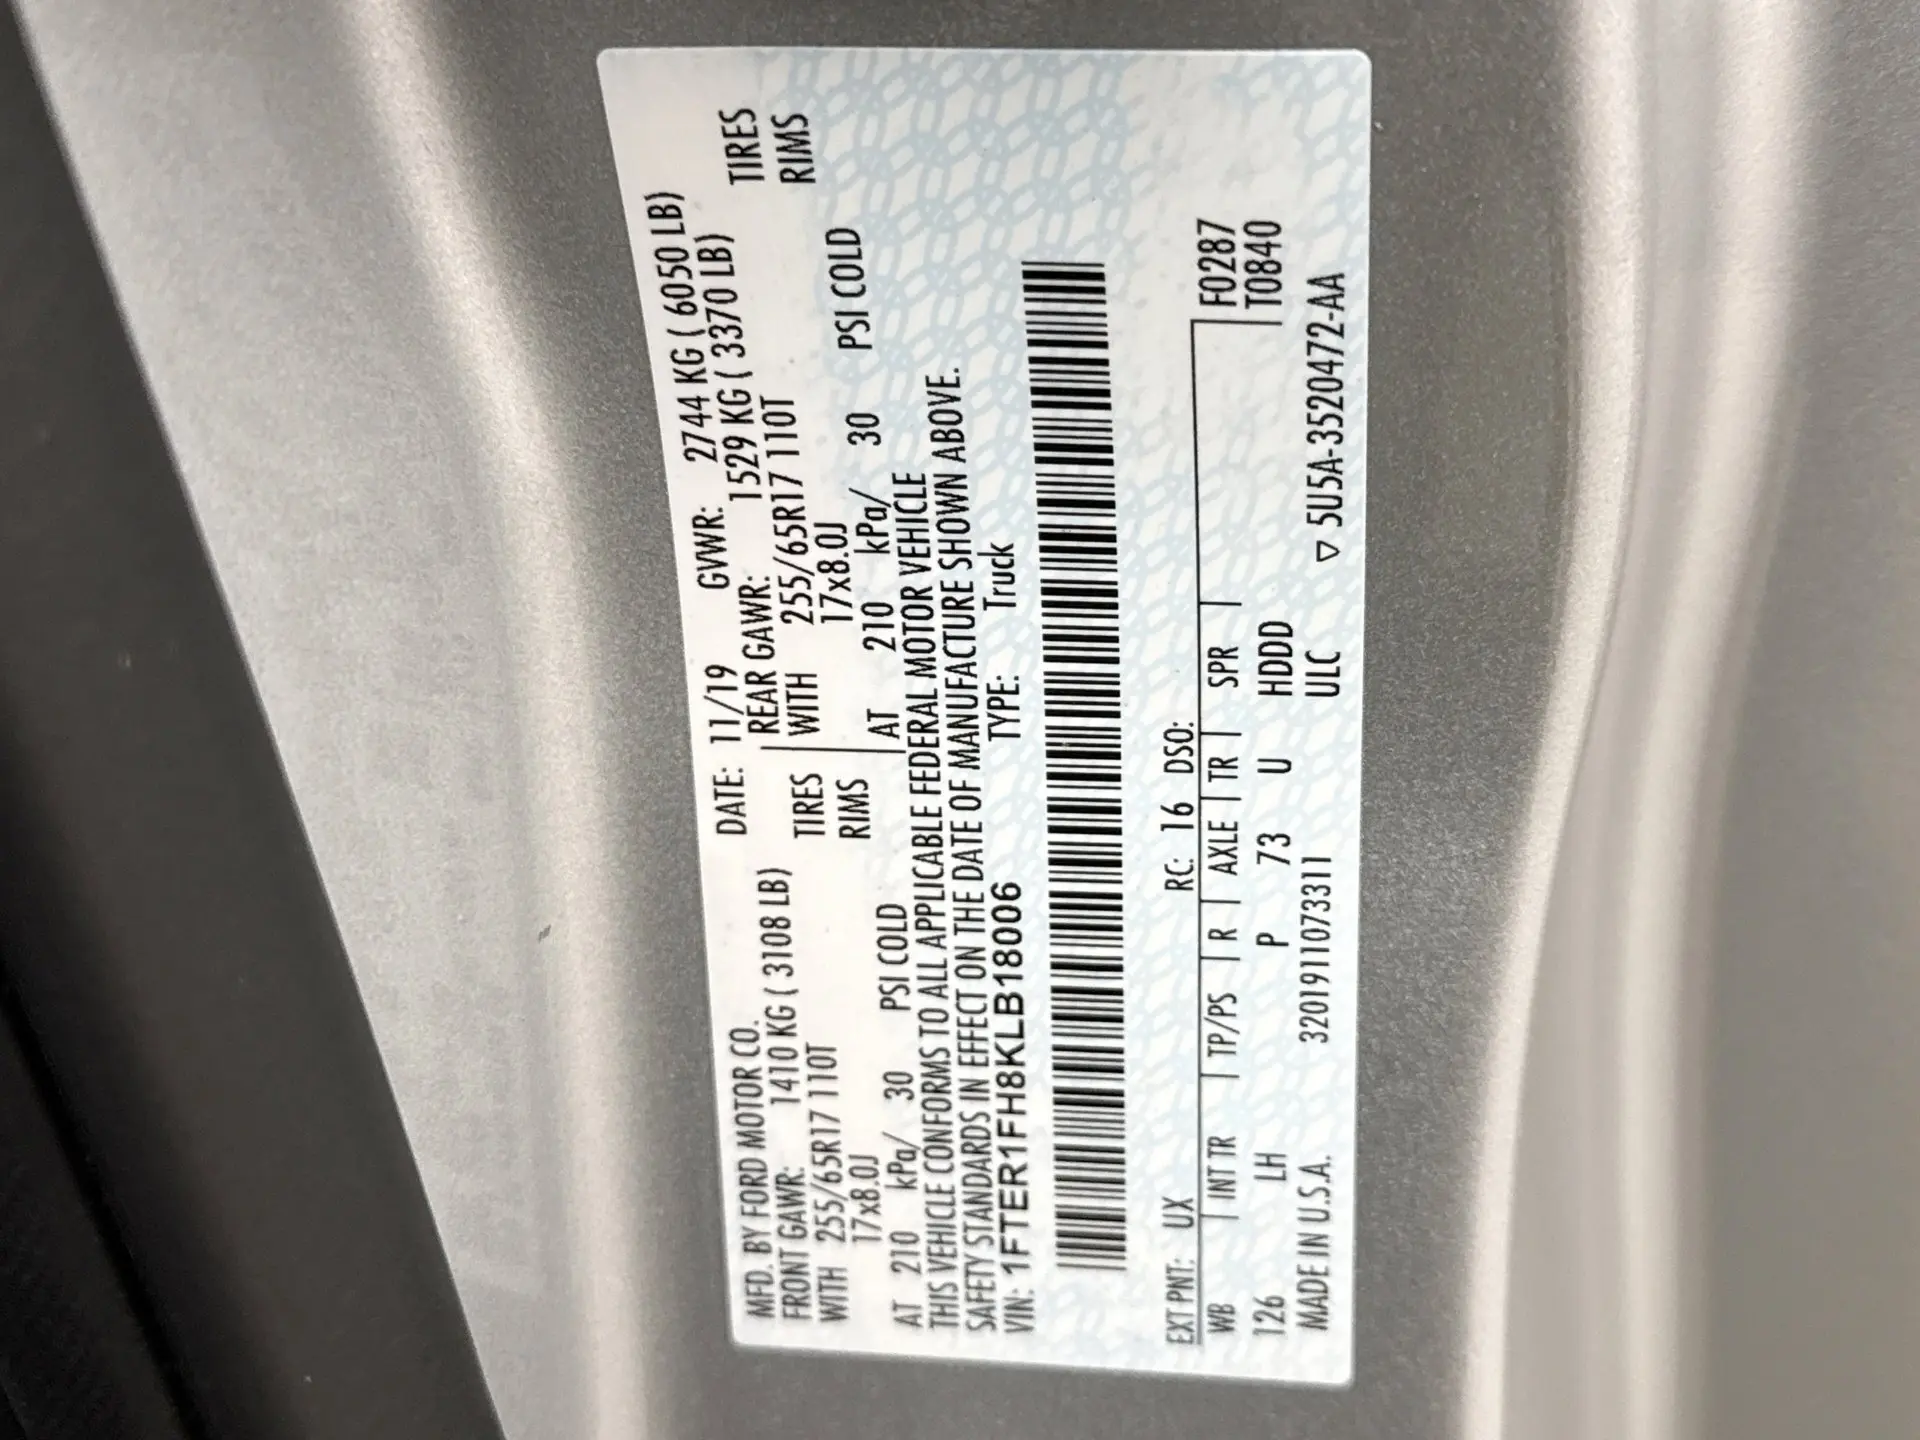 MFD. BY FORD MOTOR CO. DATE: 11/19 GVWR: 2744 KG ( 6050 LB)
FRONT GAWR: 1410 KG ( 3108 LB) REAR GAWR: 1529 KG ( 3370 LB)
WITH 255/65R17 110T TIRES WITH 255/65R17 110T TIRES
17x8.0J RIMS 17x8.0J RIMS
AT 210 kPa/ 30 PSI COLD AT 210 kPa/ 30 PSI COLD
THIS VEHICLE CONFORMS TO ALL APPLICABLE FEDERAL MOTOR VEHICLE
SAFETY STANDARDS IN EFFECT ON THE DATE OF MANUFACTURE SHOWN ABOVE.
VIN: 1FTER1FH8KLB18006 TYPE: Truck
EXT PNT: UX RC: 16 DSO:
WB | INT TR | TP/PS | R | AXLE | TR | SPR | F0287
126 LH P 73 U HDDD T0840
MADE IN U.S.A. 3201911073311 ULC ▽ 5U5A-3520472-AA